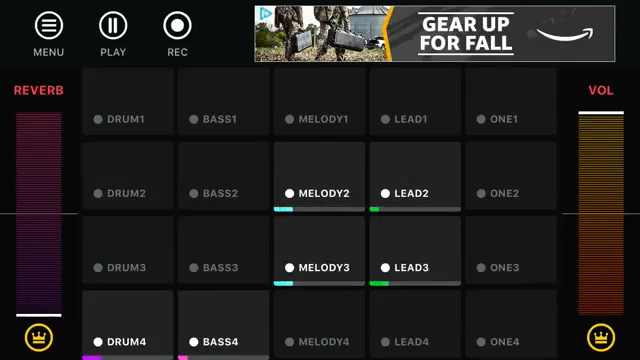 MENU
PLAY
REC
GEAR UP
FOR FALL
REVERB
VOL
DRUM1
BASS1
MELODY1
LEAD1
ONE1
DRUM2
BASS2
MELODY2
LEAD2
ONE2
DRUM3
BASS3
MELODY3
LEAD3
ONE3
DRUM4
BASS4
MELODY4
LEAD4
ONE4